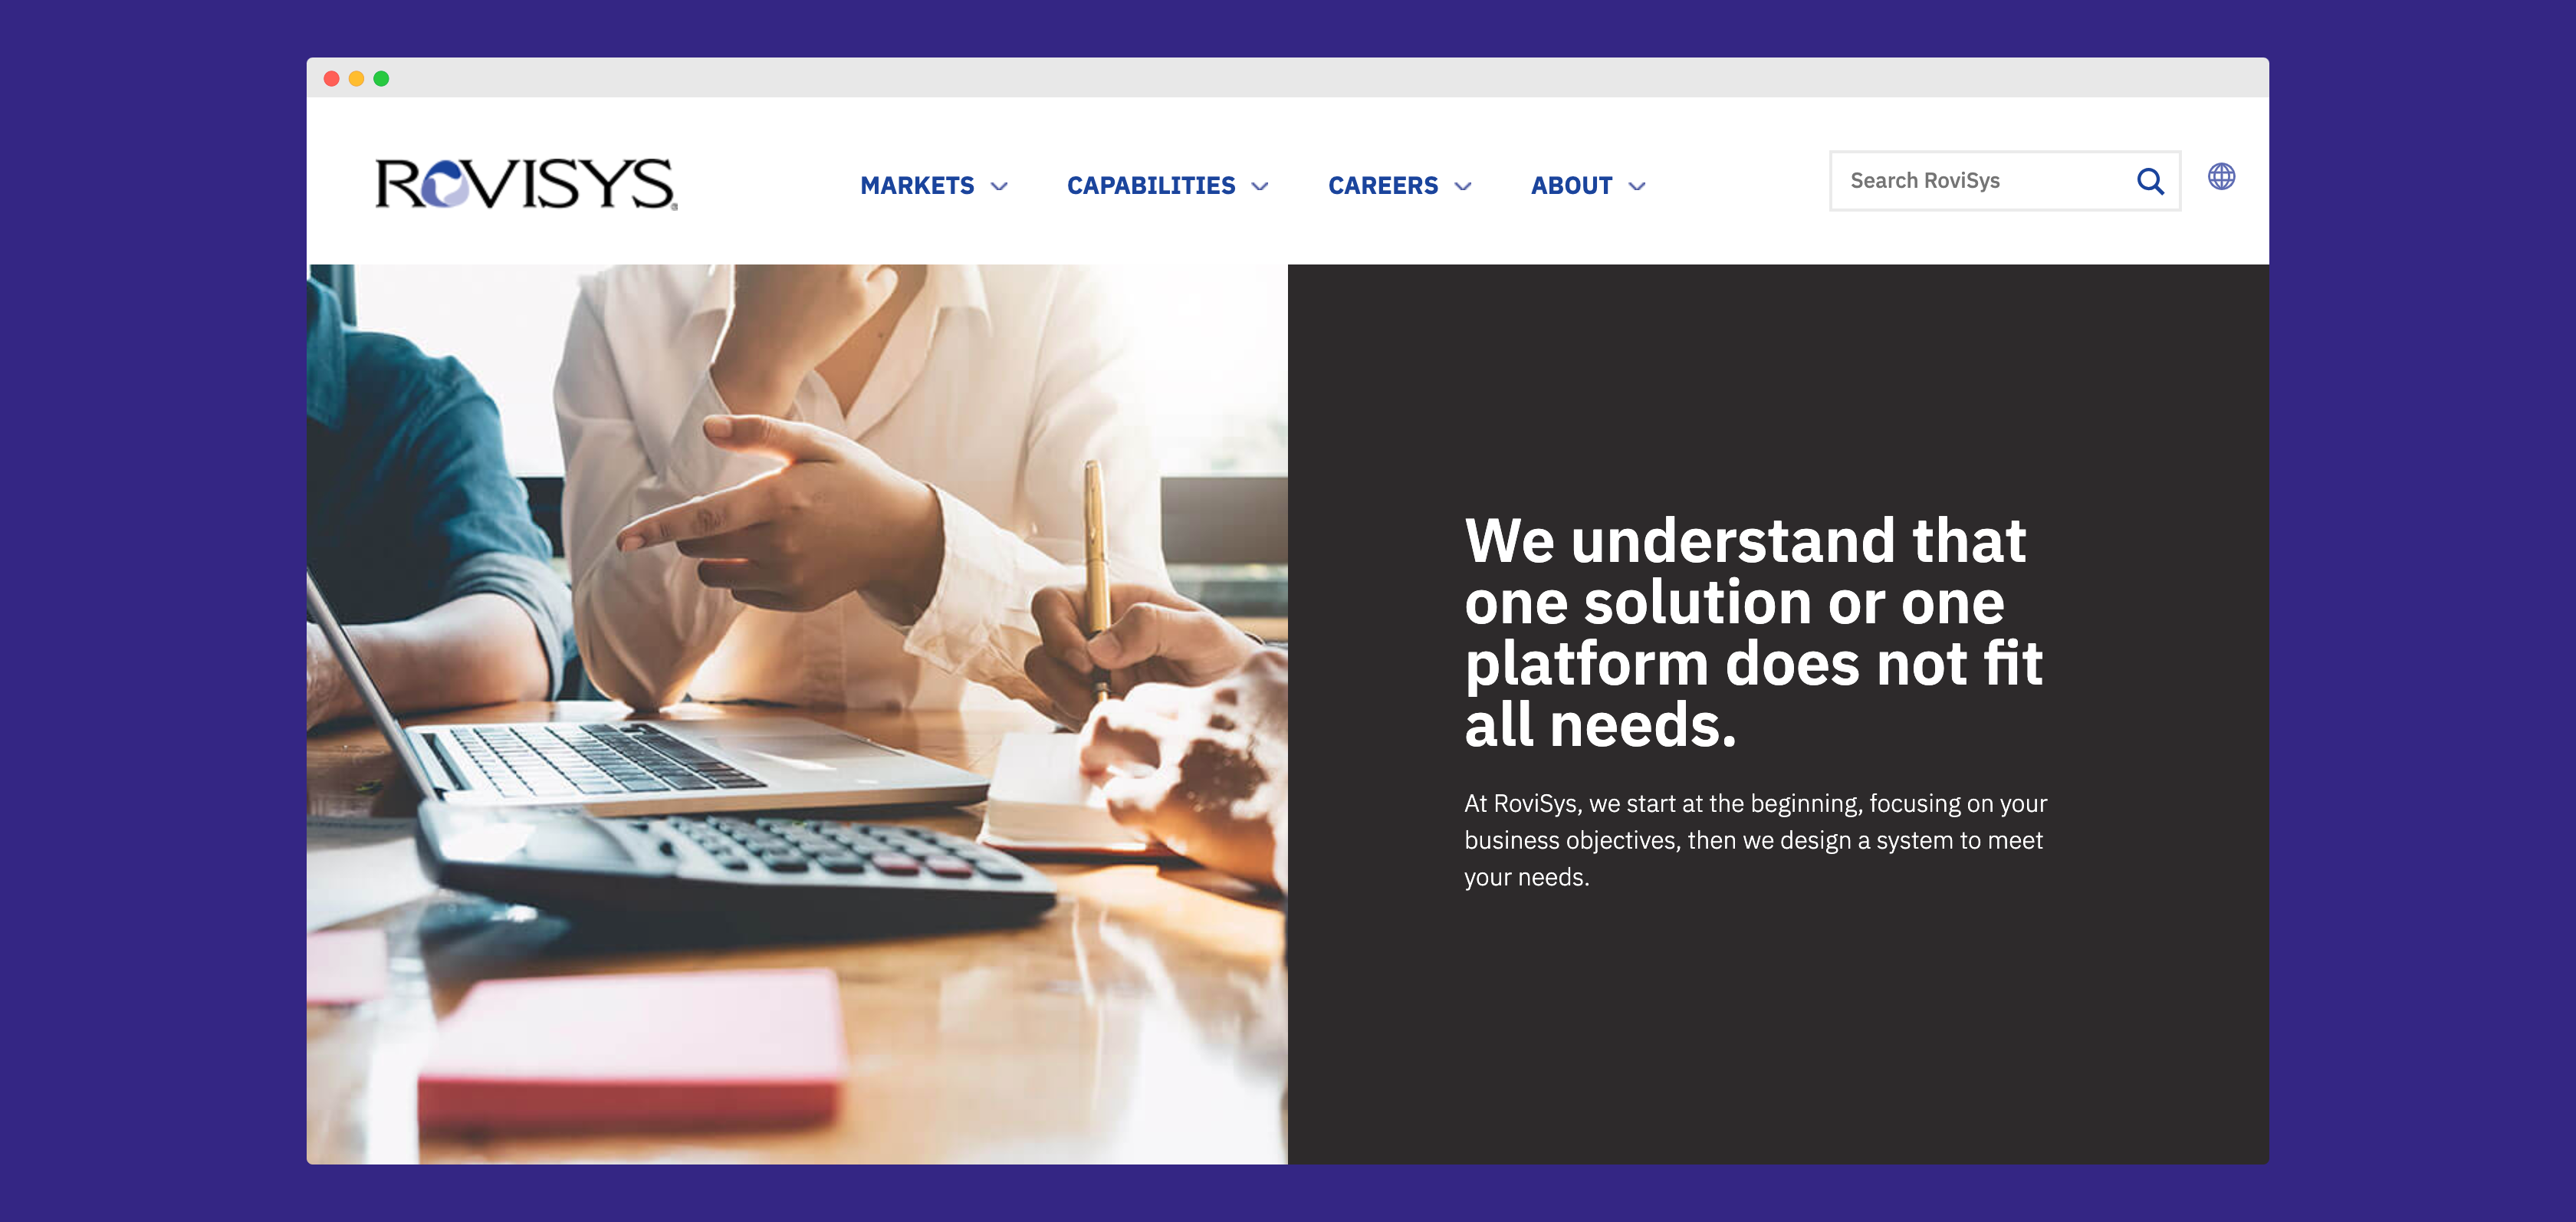 ROVISYS®
MARKETS
CAPABILITIES
CAREERS
ABOUT
Search RoviSys
We understand that
one solution or one
platform does not fit
all needs.
At RoviSys, we start at the beginning, focusing on your
business objectives, then we design a system to meet
your needs.